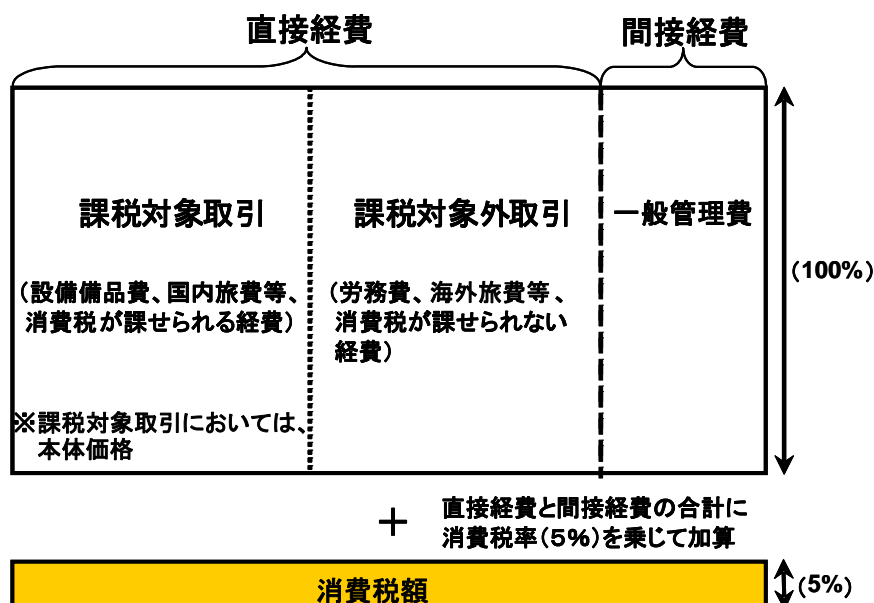 直接経費
間接経費
課税対象取引
(設備備品費、国内旅費等、
消費税が課せられる経費)
※課税対象取引においては、
本体価格
課税対象外取引
(労務費、海外旅費等、
消費税が課せられない
経費)
一般管理費
(100%)
＋
直接経費と間接経費の合計に
消費税率(5%)を乗じて加算
消費税額
(5%)